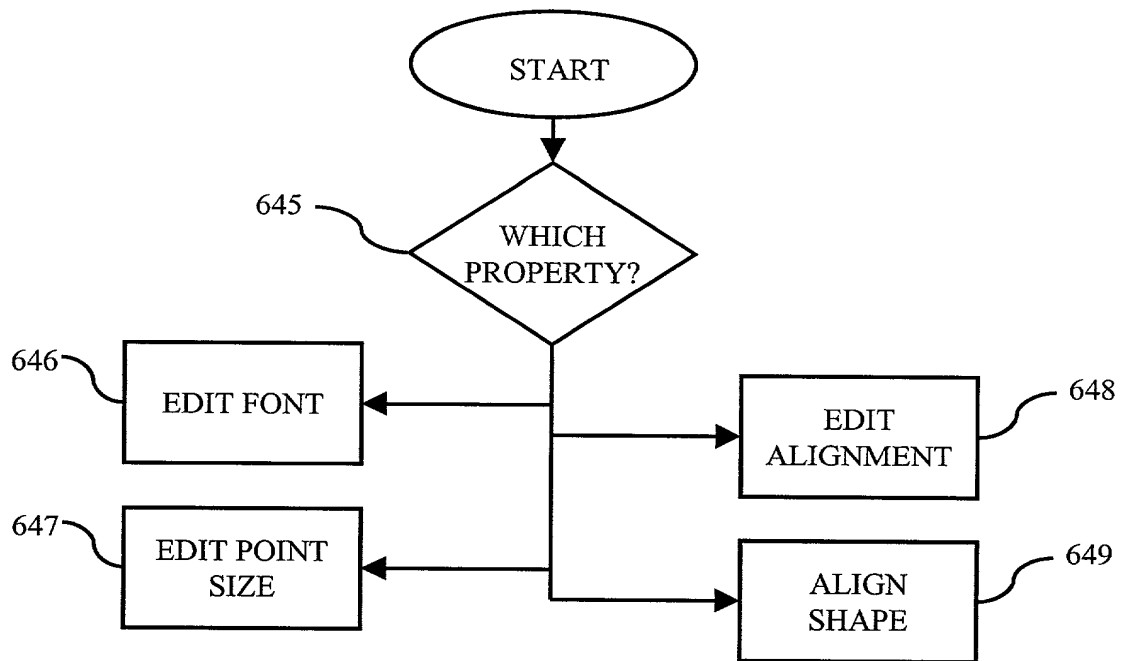 START
645
WHICH
PROPERTY?
646
EDIT FONT
648
EDIT
ALIGNMENT
647
EDIT POINT
SIZE
649
ALIGN
SHAPE